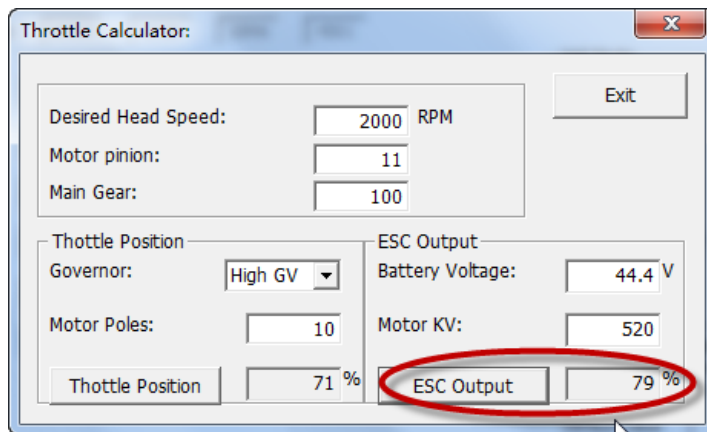 Throttle Calculator:
Exit
Desired Head Speed: 2000 RPM
Motor pinion: 11
Main Gear: 100
Thottle Position
Governor: High GV
Motor Poles: 10
Thottle Position 71 %
ESC Output
Battery Voltage: 44.4 V
Motor KV: 520
ESC Output 79 %